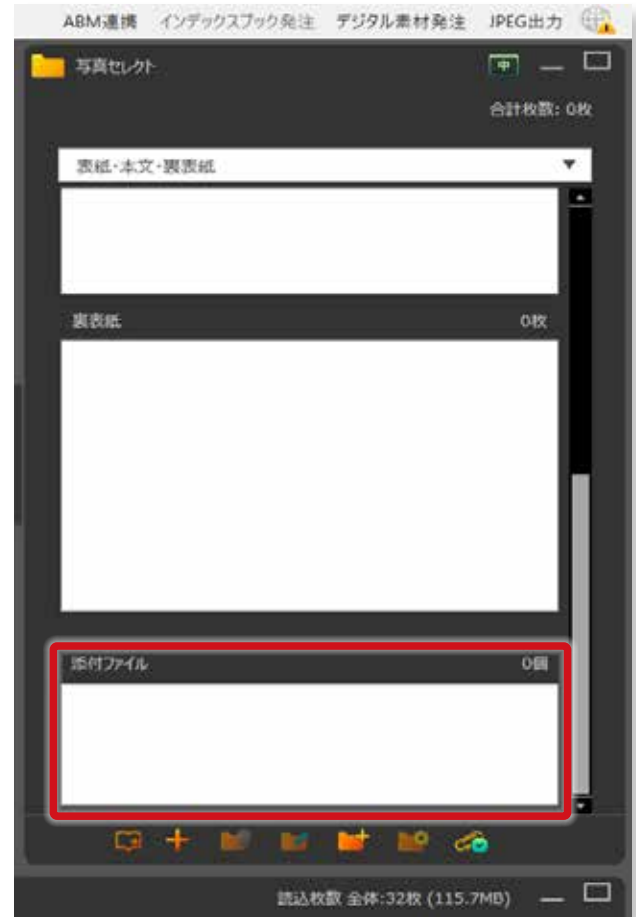 ABM連携 インデックスブック発注 デジタル素材発注 JPEG出力
写真セレクト 中
合計枚数: 0枚
表紙・本文・裏表紙
裏表紙 0枚
添付ファイル 0個
読込枚数 全体:32枚 (115.7MB)